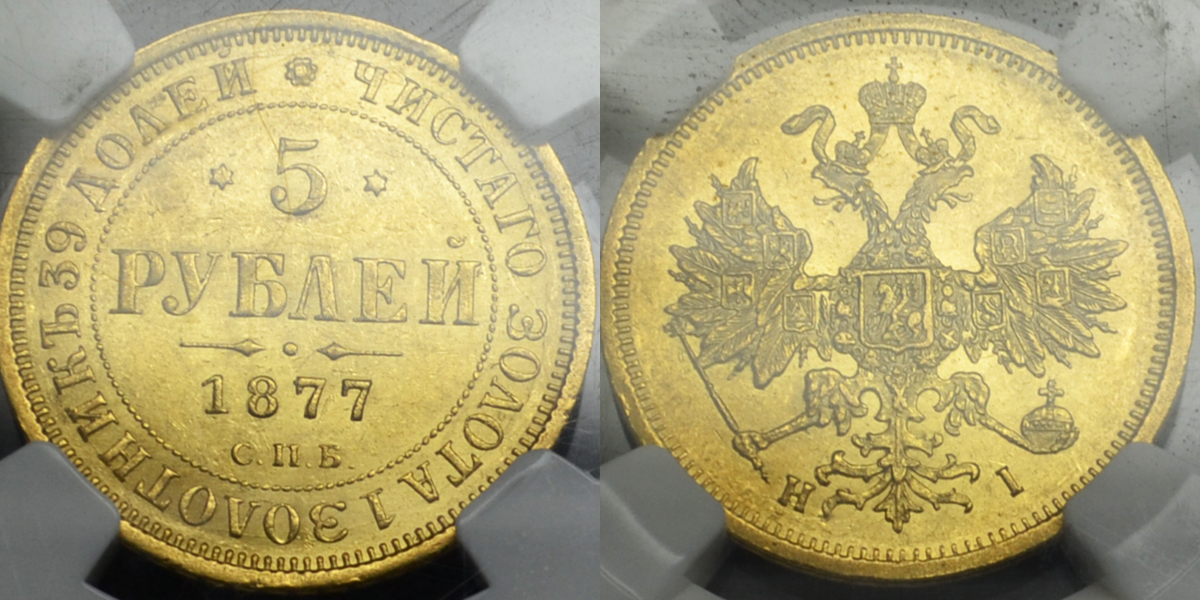 5
РУБЛЕЙ
1877
С.П.Б.
ЧИСТАГО ЗОЛОТА 1 ЗОЛОТНИКЪ 39 ДОЛЕЙ
Н I